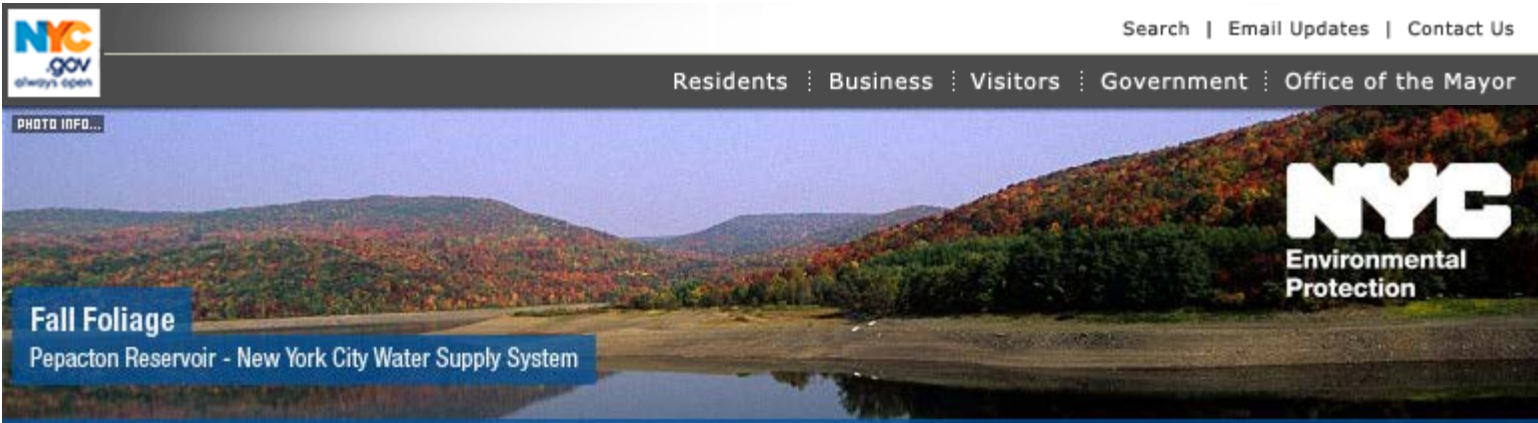 NYC
.gov
always open
Search | Email Updates | Contact Us
Residents Business Visitors Government Office of the Mayor
PHOTO INFO...
NYC
Environmental
Protection
Fall Foliage
Pepacton Reservoir - New York City Water Supply System